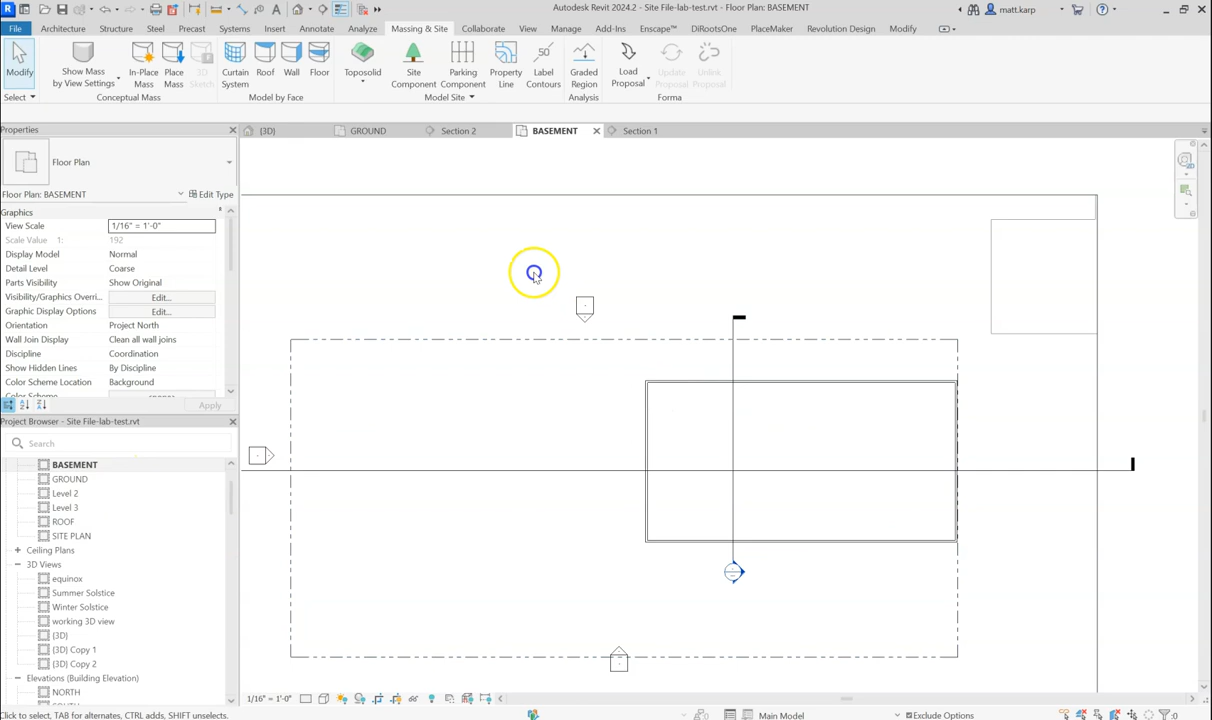 Autodesk Revit 2024.2 - Site File-lab-test.rvt - Floor Plan: BASEMENT
matt.karp
File Architecture Structure Steel Precast Systems Insert Annotate Analyze Massing & Site Collaborate View Manage Add-Ins Enscape™ DiRootsOne PlaceMaker Revolution Design Modify
Modify
Show Mass
by View Settings
In-Place
Mass
Place
Mass
3D
Sketch
Curtain
System
Roof
Wall
Floor
Toposolid
Site
Component
Parking
Component
Property
Line
Label
Contours
Graded
Region
Load
Proposal
Update
Proposal
Unlink
Proposal
Select Conceptual Mass Model by Face Model Site Analysis Forma
Properties
(3D) GROUND Section 2 BASEMENT Section 1
Floor Plan
Floor Plan: BASEMENT Edit Type
Graphics
View Scale 1/16" = 1'-0"
Scale Value 1: 192
Display Model Normal
Detail Level Coarse
Parts Visibility Show Original
Visibility/Graphics Overri... Edit...
Graphic Display Options Edit...
Orientation Project North
Wall Join Display Clean all wall joins
Discipline Coordination
Show Hidden Lines By Discipline
Color Scheme Location Background
Apply
Project Browser - Site File-lab-test.rvt
Search
BASEMENT
GROUND
Level 2
Level 3
ROOF
SITE PLAN
Ceiling Plans
3D Views
equinox
Summer Solstice
Winter Solstice
working 3D view
{3D}
{3D} Copy 1
{3D} Copy 2
Elevations (Building Elevation)
NORTH
1/16" = 1'-0"
Click to select, TAB for alternates, CTRL adds, SHIFT unselects. :0 Main Model Exclude Options :0